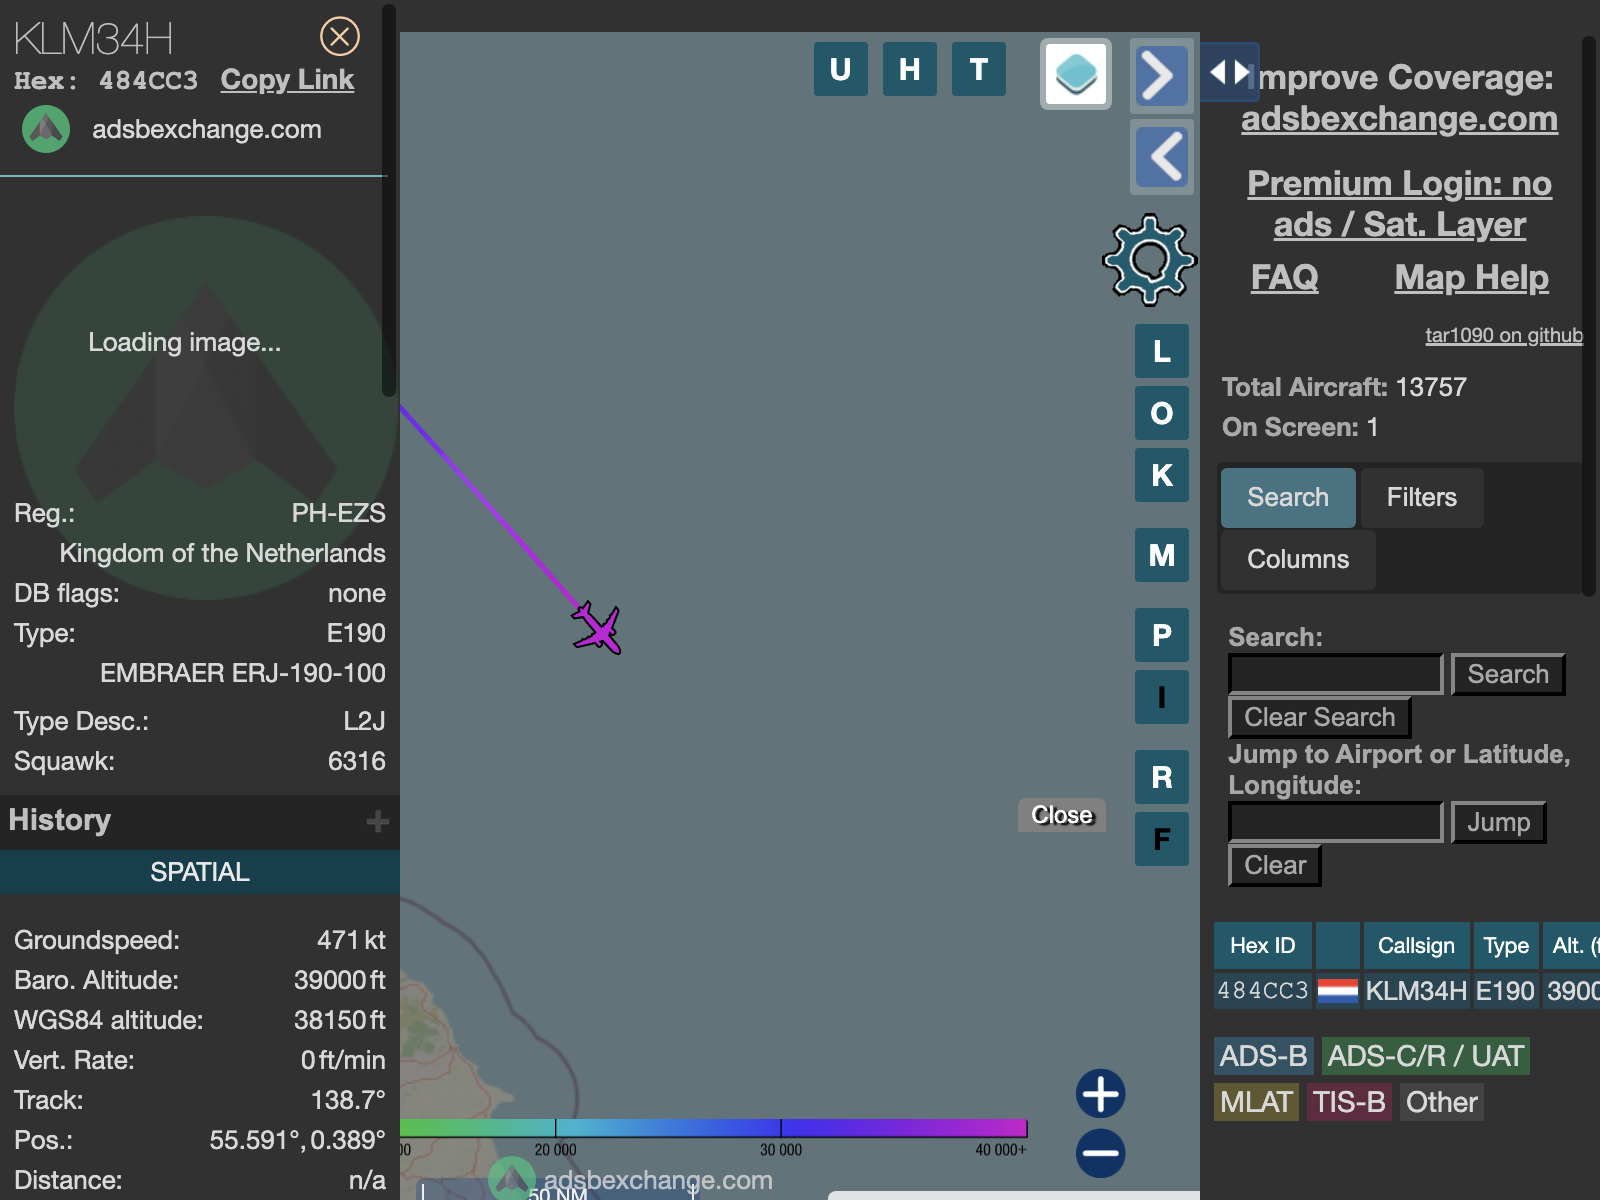 KLM34H
Hex: 484CC3 Copy Link
adsbexchange.com
Loading image...
Reg.: PH-EZS
Kingdom of the Netherlands
DB flags: none
Type: E190
EMBRAER ERJ-190-100
Type Desc.: L2J
Squawk: 6316
History +
SPATIAL
Groundspeed: 471 kt
Baro. Altitude: 39000 ft
WGS84 altitude: 38150 ft
Vert. Rate: 0 ft/min
Track: 138.7°
Pos.: 55.591°, 0.389°
Distance: n/a
U H T
L
O
K
M
P
I
R
F
Close
00 20 000 30 000 40 000+
adsbexchange.com
50 NM
Improve Coverage:
adsbexchange.com
Premium Login: no
ads / Sat. Layer
FAQ Map Help
tar1090 on github
Total Aircraft: 13757
On Screen: 1
Search Filters
Columns
Search:
Search
Clear Search
Jump to Airport or Latitude,
Longitude:
Jump
Clear
Hex ID Callsign Type Alt. (f
484CC3 KLM34H E190 3900
ADS-B ADS-C/R / UAT
MLAT TIS-B Other